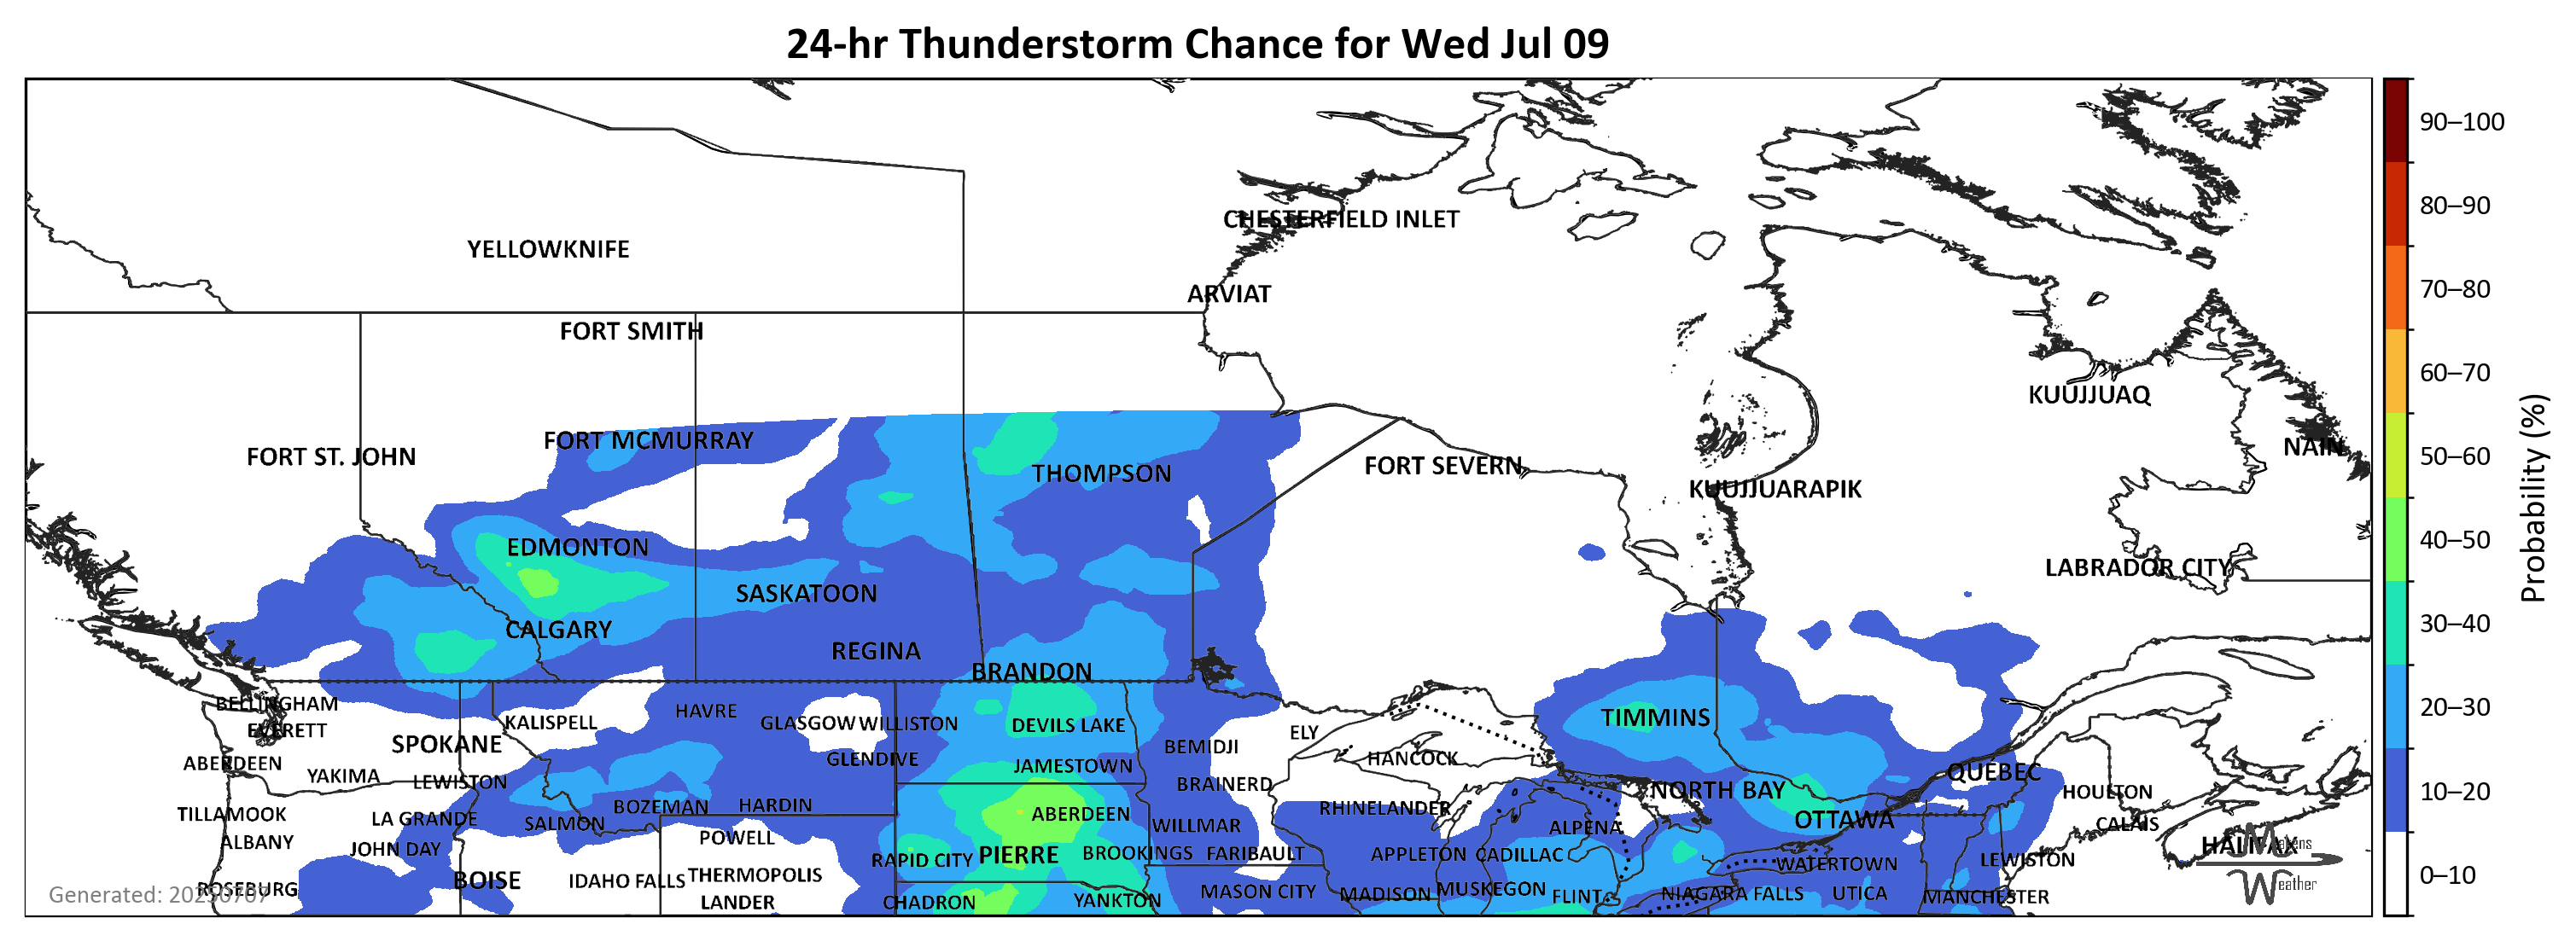 24-hr Thunderstorm Chance for Wed Jul 09
90–100
80–90
70–80
60–70
50–60
40–50
30–40
20–30
10–20
0–10
Probability (%)
CHESTERFIELD INLET
YELLOWKNIFE
ARVIAT
FORT SMITH
KUUJJUAQ
FORT MCMURRAY
NAIN
FORT ST. JOHN
FORT SEVERN
THOMPSON
KUUJJUARAPIK
EDMONTON
LABRADOR CITY
SASKATOON
CALGARY
REGINA
BRANDON
BELLINGHAM
HAVRE
TIMMINS
KALISPELL
GLASGOW
WILLISTON
DEVILS LAKE
EVERETT
ELY
SPOKANE
BEMIDJI
HANCOCK
GLENDIVE
ABERDEEN
JAMESTOWN
QUÉBEC
YAKIMA
LEWISTON
BRAINERD
NORTH BAY
HOULTON
BOZEMAN
HARDIN
RHINELANDER
TILLAMOOK
ABERDEEN
LA GRANDE
SALMON
WILLMAR
ALPENA
OTTAWA
CALAIS
POWELL
ALBANY
HALIFAX
Makens
JOHN DAY
RAPID CITY
PIERRE
BROOKINGS
FARIBAULT
APPLETON
CADILLAC
WATERTOWN
LEWISTON
THERMOPOLIS
BOISE
IDAHO FALLS
Weather
ROSEBURG
MASON CITY
MADISON
MUSKEGON
FLINT
NIAGARA FALLS
UTICA
MANCHESTER
Generated: 20250707
LANDER
CHADRON
YANKTON